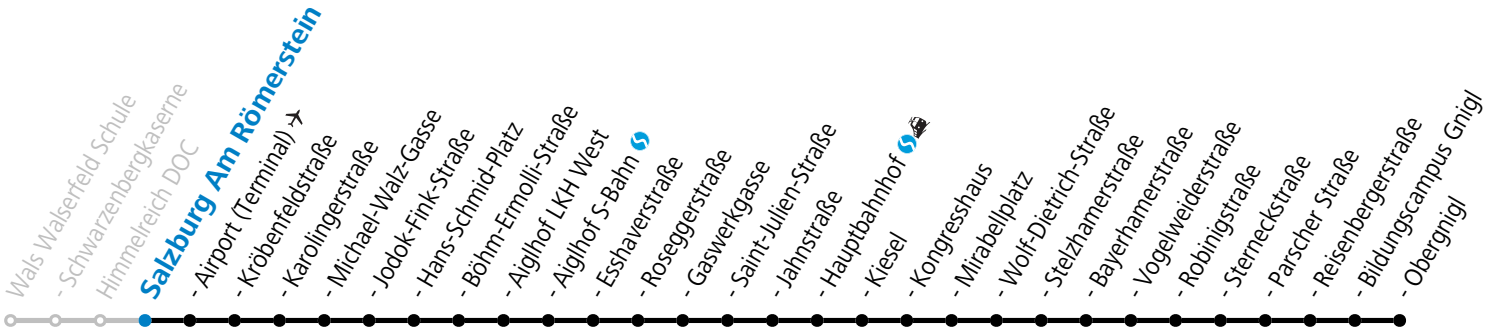 Wals Walserfeld Schule
- Schwarzenbergkaserne
Himmelreich DOC
Salzburg Am Römerstein
- Airport (Terminal)
- Kröbenfeldstraße
- Karolingerstraße
- Michael-Walz-Gasse
- Jodok-Fink-Straße
- Hans-Schmid-Platz
- Böhm-Ermolli-Straße
- Aiglhof LKH West
- Aiglhof S-Bahn
- Esshaverstraße
- Roseggerstraße
- Gaswerkgasse
- Saint-Julien-Straße
- Jahnstraße
- Hauptbahnhof
- Kiesel
- Kongresshaus
- Mirabellplatz
- Wolf-Dietrich-Straße
- Stelzhamerstraße
- Bayerhamerstraße
- Vogelweiderstraße
- Robinigstraße
- Sterneckstraße
- Parscher Straße
- Reisenbergerstraße
- Bildungscampus Gnigl
- Obergnigl